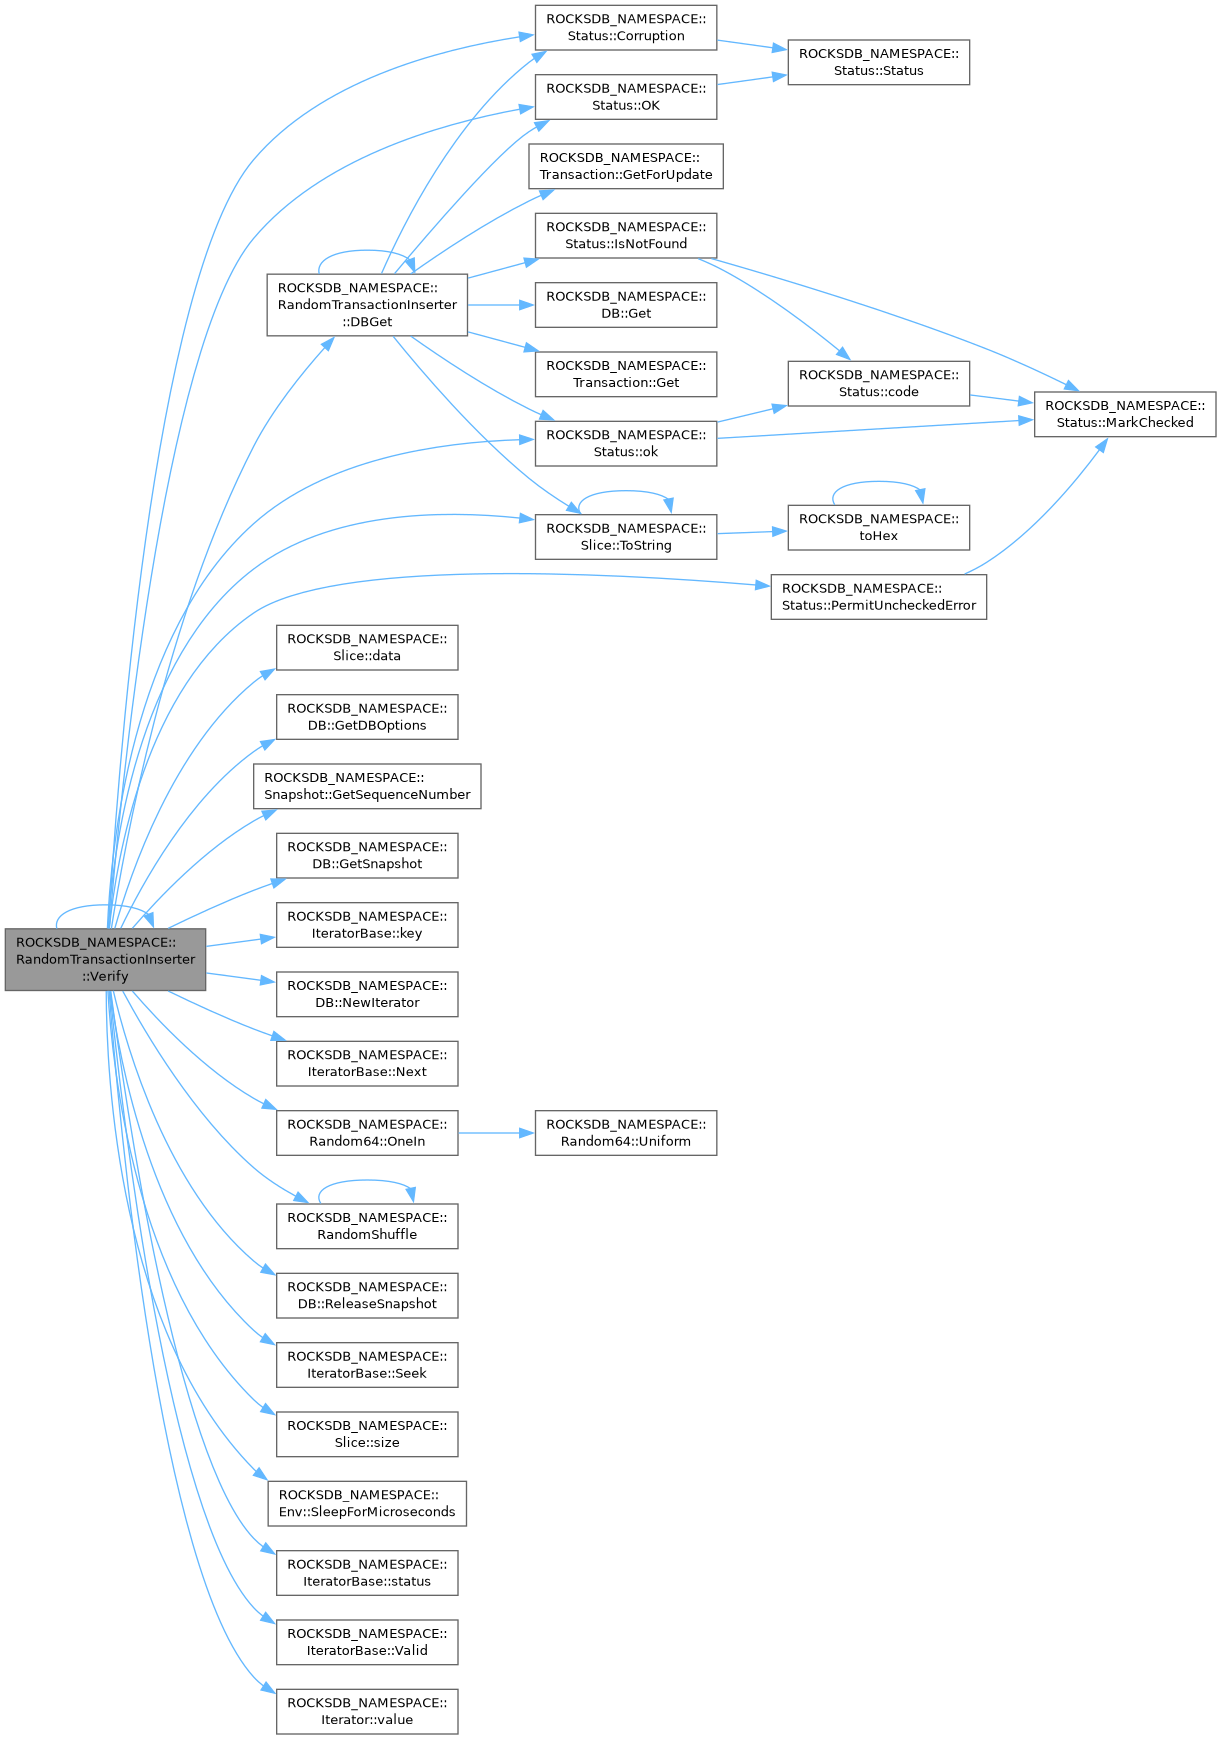 ROCKSDB_NAMESPACE::
Status::Corruption
ROCKSDB_NAMESPACE::
Status::Status
ROCKSDB_NAMESPACE::
Status::OK
ROCKSDB_NAMESPACE::
Transaction::GetForUpdate
ROCKSDB_NAMESPACE::
Status::IsNotFound
ROCKSDB_NAMESPACE::
RandomTransactionInserter
::DBGet
ROCKSDB_NAMESPACE::
DB::Get
ROCKSDB_NAMESPACE::
Transaction::Get
ROCKSDB_NAMESPACE::
Status::code
ROCKSDB_NAMESPACE::
Status::MarkChecked
ROCKSDB_NAMESPACE::
Status::ok
ROCKSDB_NAMESPACE::
Slice::ToString
ROCKSDB_NAMESPACE::
toHex
ROCKSDB_NAMESPACE::
Status::PermitUncheckedError
ROCKSDB_NAMESPACE::
Slice::data
ROCKSDB_NAMESPACE::
DB::GetDBOptions
ROCKSDB_NAMESPACE::
Snapshot::GetSequenceNumber
ROCKSDB_NAMESPACE::
DB::GetSnapshot
ROCKSDB_NAMESPACE::
IteratorBase::key
ROCKSDB_NAMESPACE::
RandomTransactionInserter
::Verify
ROCKSDB_NAMESPACE::
DB::NewIterator
ROCKSDB_NAMESPACE::
IteratorBase::Next
ROCKSDB_NAMESPACE::
Random64::OneIn
ROCKSDB_NAMESPACE::
Random64::Uniform
ROCKSDB_NAMESPACE::
RandomShuffle
ROCKSDB_NAMESPACE::
DB::ReleaseSnapshot
ROCKSDB_NAMESPACE::
IteratorBase::Seek
ROCKSDB_NAMESPACE::
Slice::size
ROCKSDB_NAMESPACE::
Env::SleepForMicroseconds
ROCKSDB_NAMESPACE::
IteratorBase::status
ROCKSDB_NAMESPACE::
IteratorBase::Valid
ROCKSDB_NAMESPACE::
Iterator::value